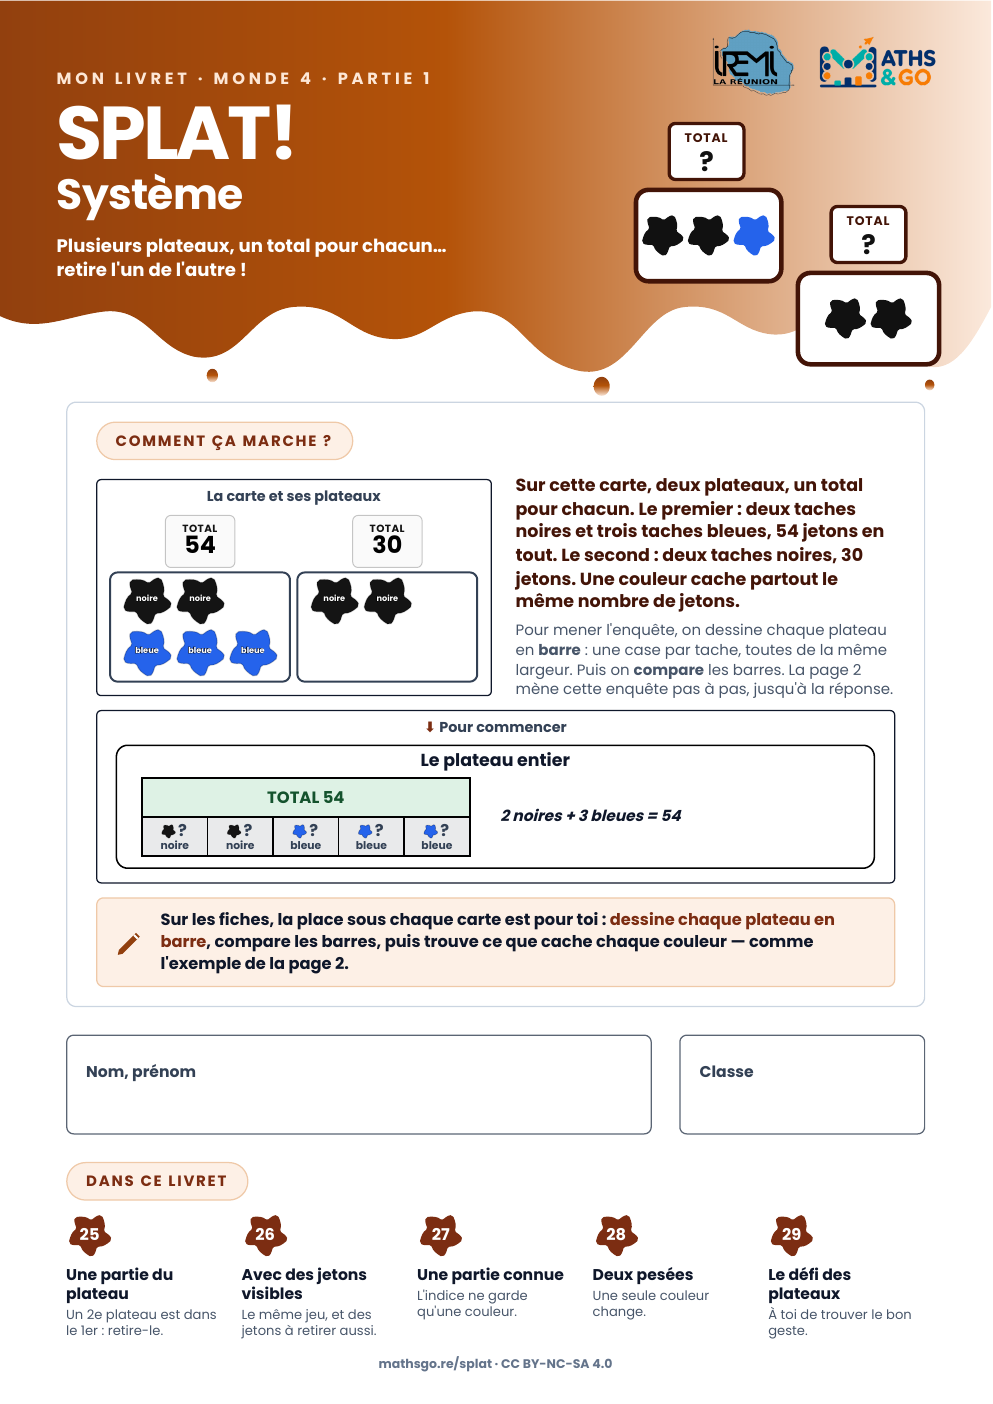 MON LIVRET · MONDE 4 · PARTIE 1
SPLAT!
Système
Plusieurs plateaux, un total pour chacun...
retire l'un de l'autre !
iREMi
LA RÉUNION
MATHS
&GO
TOTAL
?
TOTAL
?
COMMENT ÇA MARCHE ?
La carte et ses plateaux
TOTAL
54
TOTAL
30
noire
noire
noire
noire
bleue
bleue
bleue
Sur cette carte, deux plateaux, un total
pour chacun. Le premier : deux taches
noires et trois taches bleues, 54 jetons en
tout. Le second : deux taches noires, 30
jetons. Une couleur cache partout le
même nombre de jetons.
Pour mener l'enquête, on dessine chaque plateau
en barre : une case par tache, toutes de la même
largeur. Puis on compare les barres. La page 2
mène cette enquête pas à pas, jusqu'à la réponse.
⬇ Pour commencer
Le plateau entier
TOTAL 54
? ? ? ? ?
noire noire bleue bleue bleue
2 noires + 3 bleues = 54
Sur les fiches, la place sous chaque carte est pour toi : dessine chaque plateau en
barre, compare les barres, puis trouve ce que cache chaque couleur — comme
l'exemple de la page 2.
Nom, prénom
Classe
DANS CE LIVRET
25
Une partie du
plateau
Un 2e plateau est dans
le 1er : retire-le.
26
Avec des jetons
visibles
Le même jeu, et des
jetons à retirer aussi.
27
Une partie connue
L'indice ne garde
qu'une couleur.
28
Deux pesées
Une seule couleur
change.
29
Le défi des
plateaux
À toi de trouver le bon
geste.
mathsgo.re/splat · CC BY-NC-SA 4.0